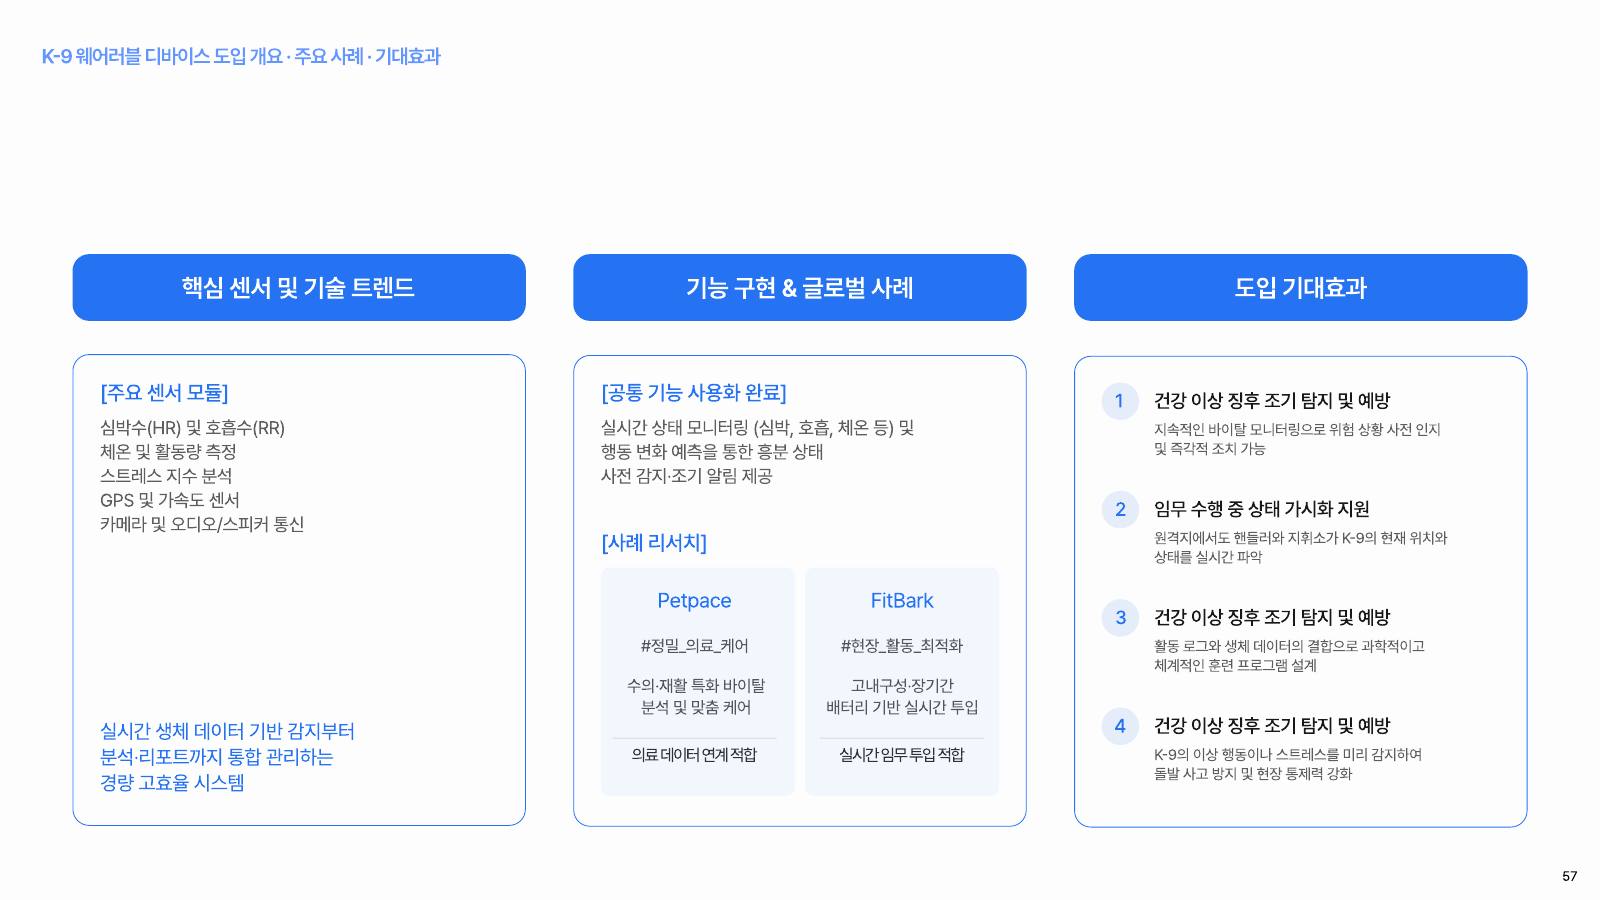 K-9 웨어러블 디바이스 도입 개요 · 주요 사례 · 기대효과
핵심 센서 및 기술 트렌드
[주요 센서 모듈]
심박수(HR) 및 호흡수(RR)
체온 및 활동량 측정
스트레스 지수 분석
GPS 및 가속도 센서
카메라 및 오디오/스피커 통신
실시간 생체 데이터 기반 감지부터
분석·리포트까지 통합 관리하는
경량 고효율 시스템
기능 구현 & 글로벌 사례
[공통 기능 사용화 완료]
실시간 상태 모니터링 (심박, 호흡, 체온 등) 및
행동 변화 예측을 통한 흥분 상태
사전 감지·조기 알림 제공
[사례 리서치]
Petpace
#정밀_의료_케어
수의·재활 특화 바이탈
분석 및 맞춤 케어
의료 데이터 연계 적합
FitBark
#현장_활동_최적화
고내구성·장기간
배터리 기반 실시간 투입
실시간 임무 투입 적합
도입 기대효과
1
건강 이상 징후 조기 탐지 및 예방
지속적인 바이탈 모니터링으로 위험 상황 사전 인지
및 즉각적 조치 가능
2
임무 수행 중 상태 가시화 지원
원격지에서도 핸들러와 지휘소가 K-9의 현재 위치와
상태를 실시간 파악
3
건강 이상 징후 조기 탐지 및 예방
활동 로그와 생체 데이터의 결합으로 과학적이고
체계적인 훈련 프로그램 설계
4
건강 이상 징후 조기 탐지 및 예방
K-9의 이상 행동이나 스트레스를 미리 감지하여
돌발 사고 방지 및 현장 통제력 강화
57